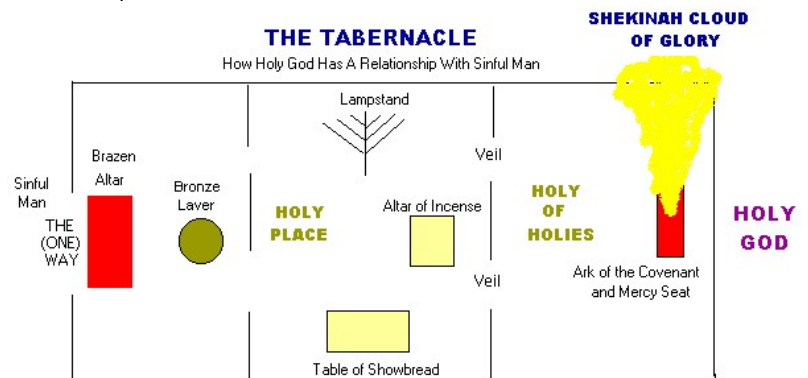 SHEKINAH CLOUD
OF GLORY
THE TABERNACLE
How Holy God Has A Relationship With Sinful Man
Lampstand
Brazen
Altar
Veil
Sinful
Man
Bronze
Laver
THE
(ONE)
WAY
HOLY
PLACE
Altar of Incense
HOLY
OF
HOLIES
HOLY
GOD
Veil
Ark of the Covenant
and Mercy Seat
Table of Showbread